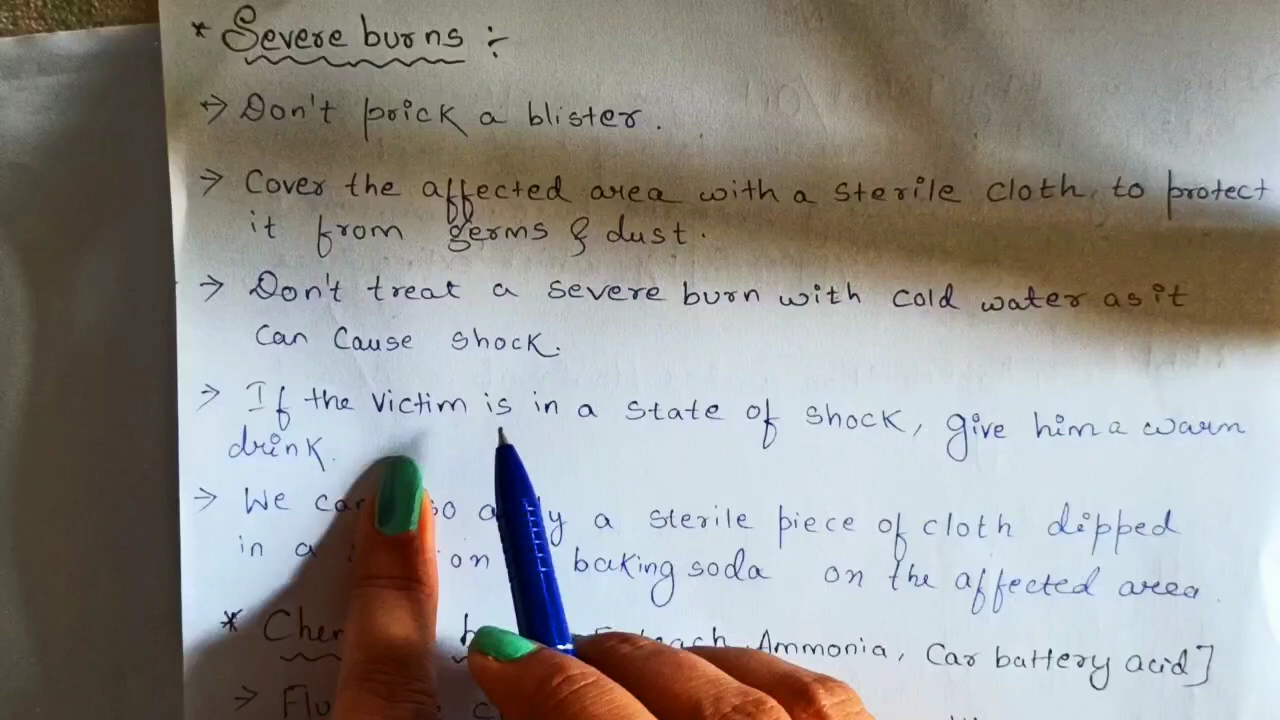 * Severe burns :-
→ Don't prick a blister.
→ Cover the affected area with a sterile cloth, to protect
it from germs & dust.
→ Don't treat a severe burn with cold water as it
can cause shock.
→ If the victim is in a state of shock, give him a warm
drink.
→ We a sterile piece of cloth dipped
in a baking soda on the affected area.
* Ammonia, Car battery acid]
→